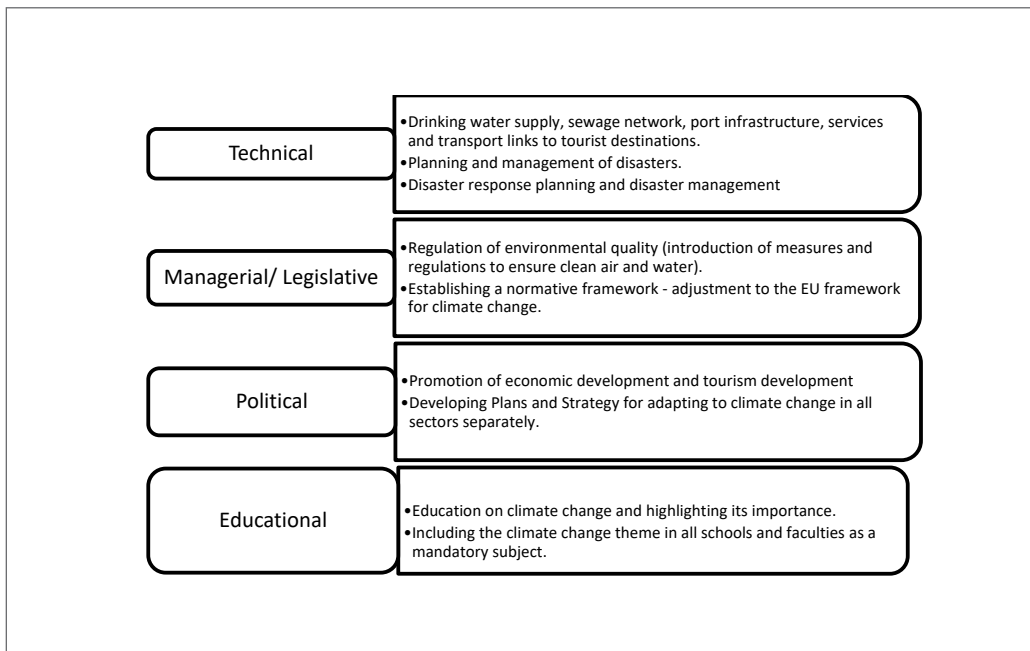 Technical
•Drinking water supply, sewage network, port infrastructure, services
and transport links to tourist destinations.
•Planning and management of disasters.
•Disaster response planning and disaster management
Managerial/ Legislative
•Regulation of environmental quality (introduction of measures and
regulations to ensure clean air and water).
•Establishing a normative framework - adjustment to the EU framework
for climate change.
Political
•Promotion of economic development and tourism development
•Developing Plans and Strategy for adapting to climate change in all
sectors separately.
Educational
•Education on climate change and highlighting its importance.
•Including the climate change theme in all schools and faculties as a
mandatory subject.